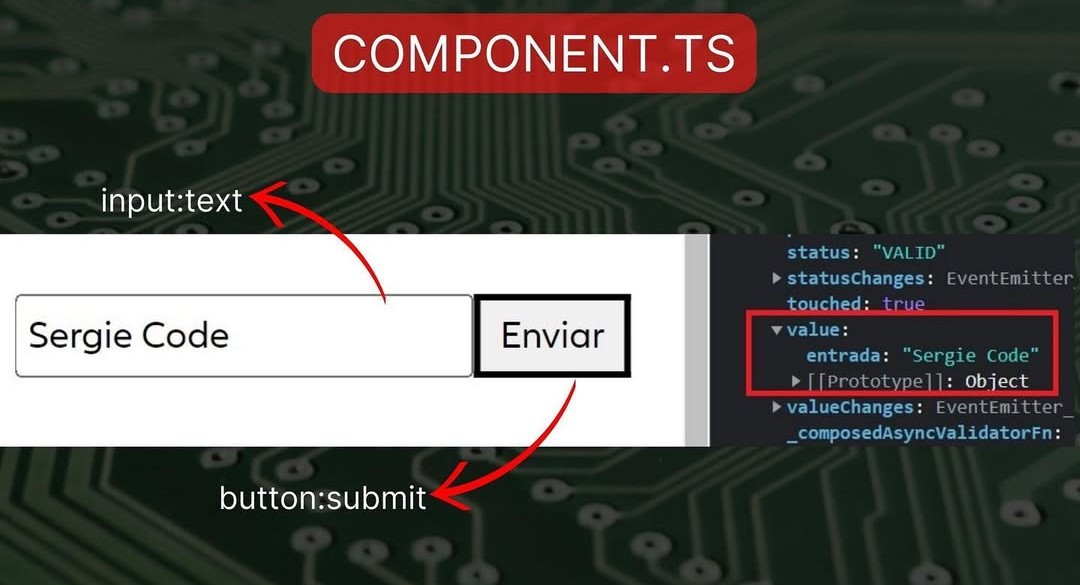 COMPONENT.TS
input:text
Sergie Code
Enviar
button:submit
status: "VALID"
▶statusChanges: EventEmitter_
touched: true
▼value:
entrada: "Sergie Code"
▶[[Prototype]]: Object
▶valueChanges: EventEmitter_
_composedAsyncValidatorFn: